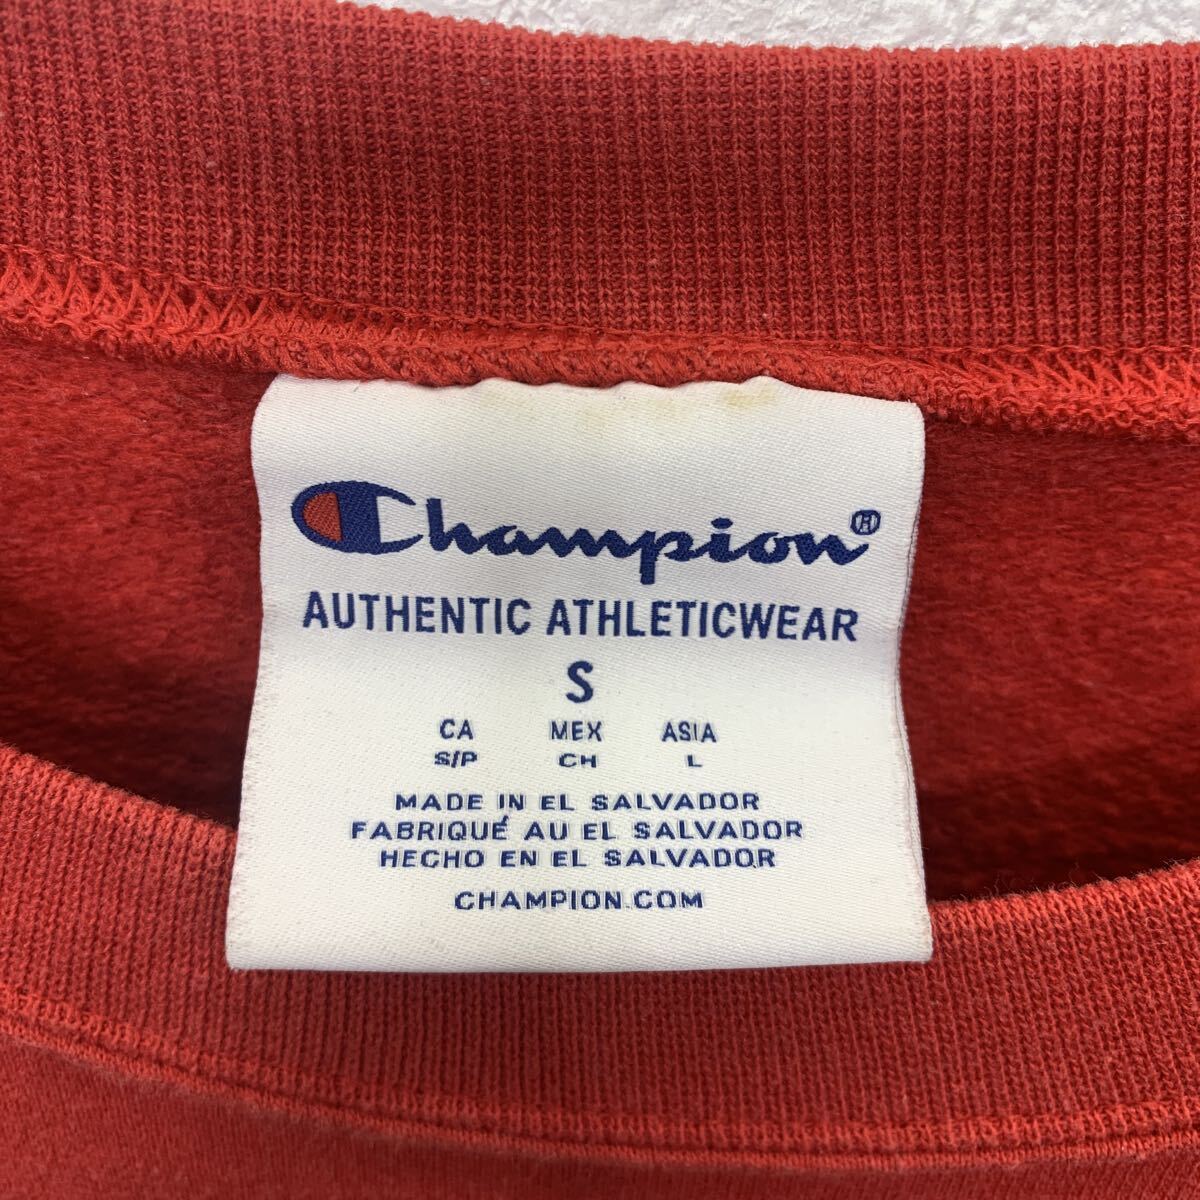 Champion®
AUTHENTIC ATHLETICWEAR
S
CA MEX ASIA
S/P CH L
MADE IN EL SALVADOR
FABRIQUÉ AU EL SALVADOR
HECHO EN EL SALVADOR
CHAMPION.COM